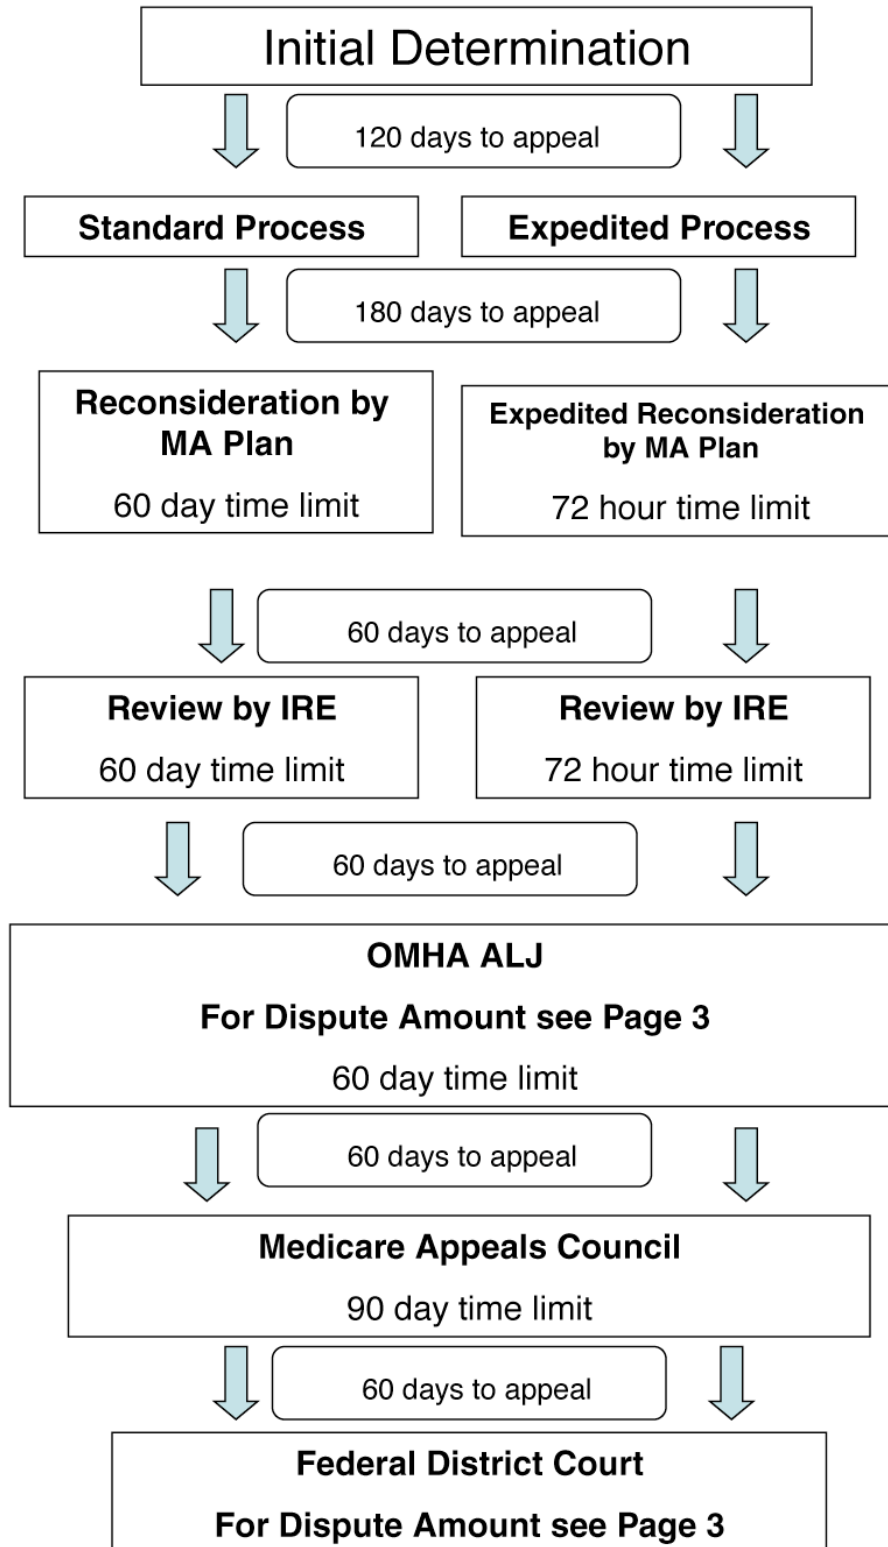 Initial Determination
120 days to appeal
Standard Process
Expedited Process
180 days to appeal
Reconsideration by
MA Plan
60 day time limit
Expedited Reconsideration
by MA Plan
72 hour time limit
60 days to appeal
Review by IRE
60 day time limit
Review by IRE
72 hour time limit
60 days to appeal
OMHA ALJ
For Dispute Amount see Page 3
60 day time limit
60 days to appeal
Medicare Appeals Council
90 day time limit
60 days to appeal
Federal District Court
For Dispute Amount see Page 3